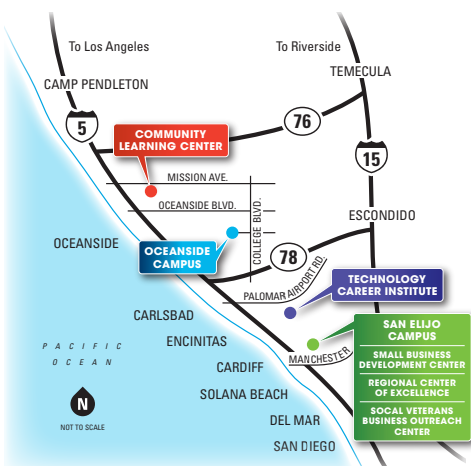 To Los Angeles
To Riverside
TEMECULA
CAMP PENDLETON
5
76
COMMUNITY
LEARNING CENTER
15
MISSION AVE.
OCEANSIDE BLVD.
COLLEGE BLVD.
ESCONDIDO
OCEANSIDE
OCEANSIDE
CAMPUS
78
PALOMAR AIRPORT RD.
TECHNOLOGY
CAREER INSTITUTE
CARLSBAD
SAN ELIJO
CAMPUS
SMALL BUSINESS
DEVELOPMENT CENTER
REGIONAL CENTER
OF EXCELLENCE
SOCAL VETERANS
BUSINESS OUTREACH
CENTER
ENCINITAS
PACIFIC
OCEAN
MANCHESTER
CARDIFF
SOLANA BEACH
N
NOT TO SCALE
DEL MAR
SAN DIEGO